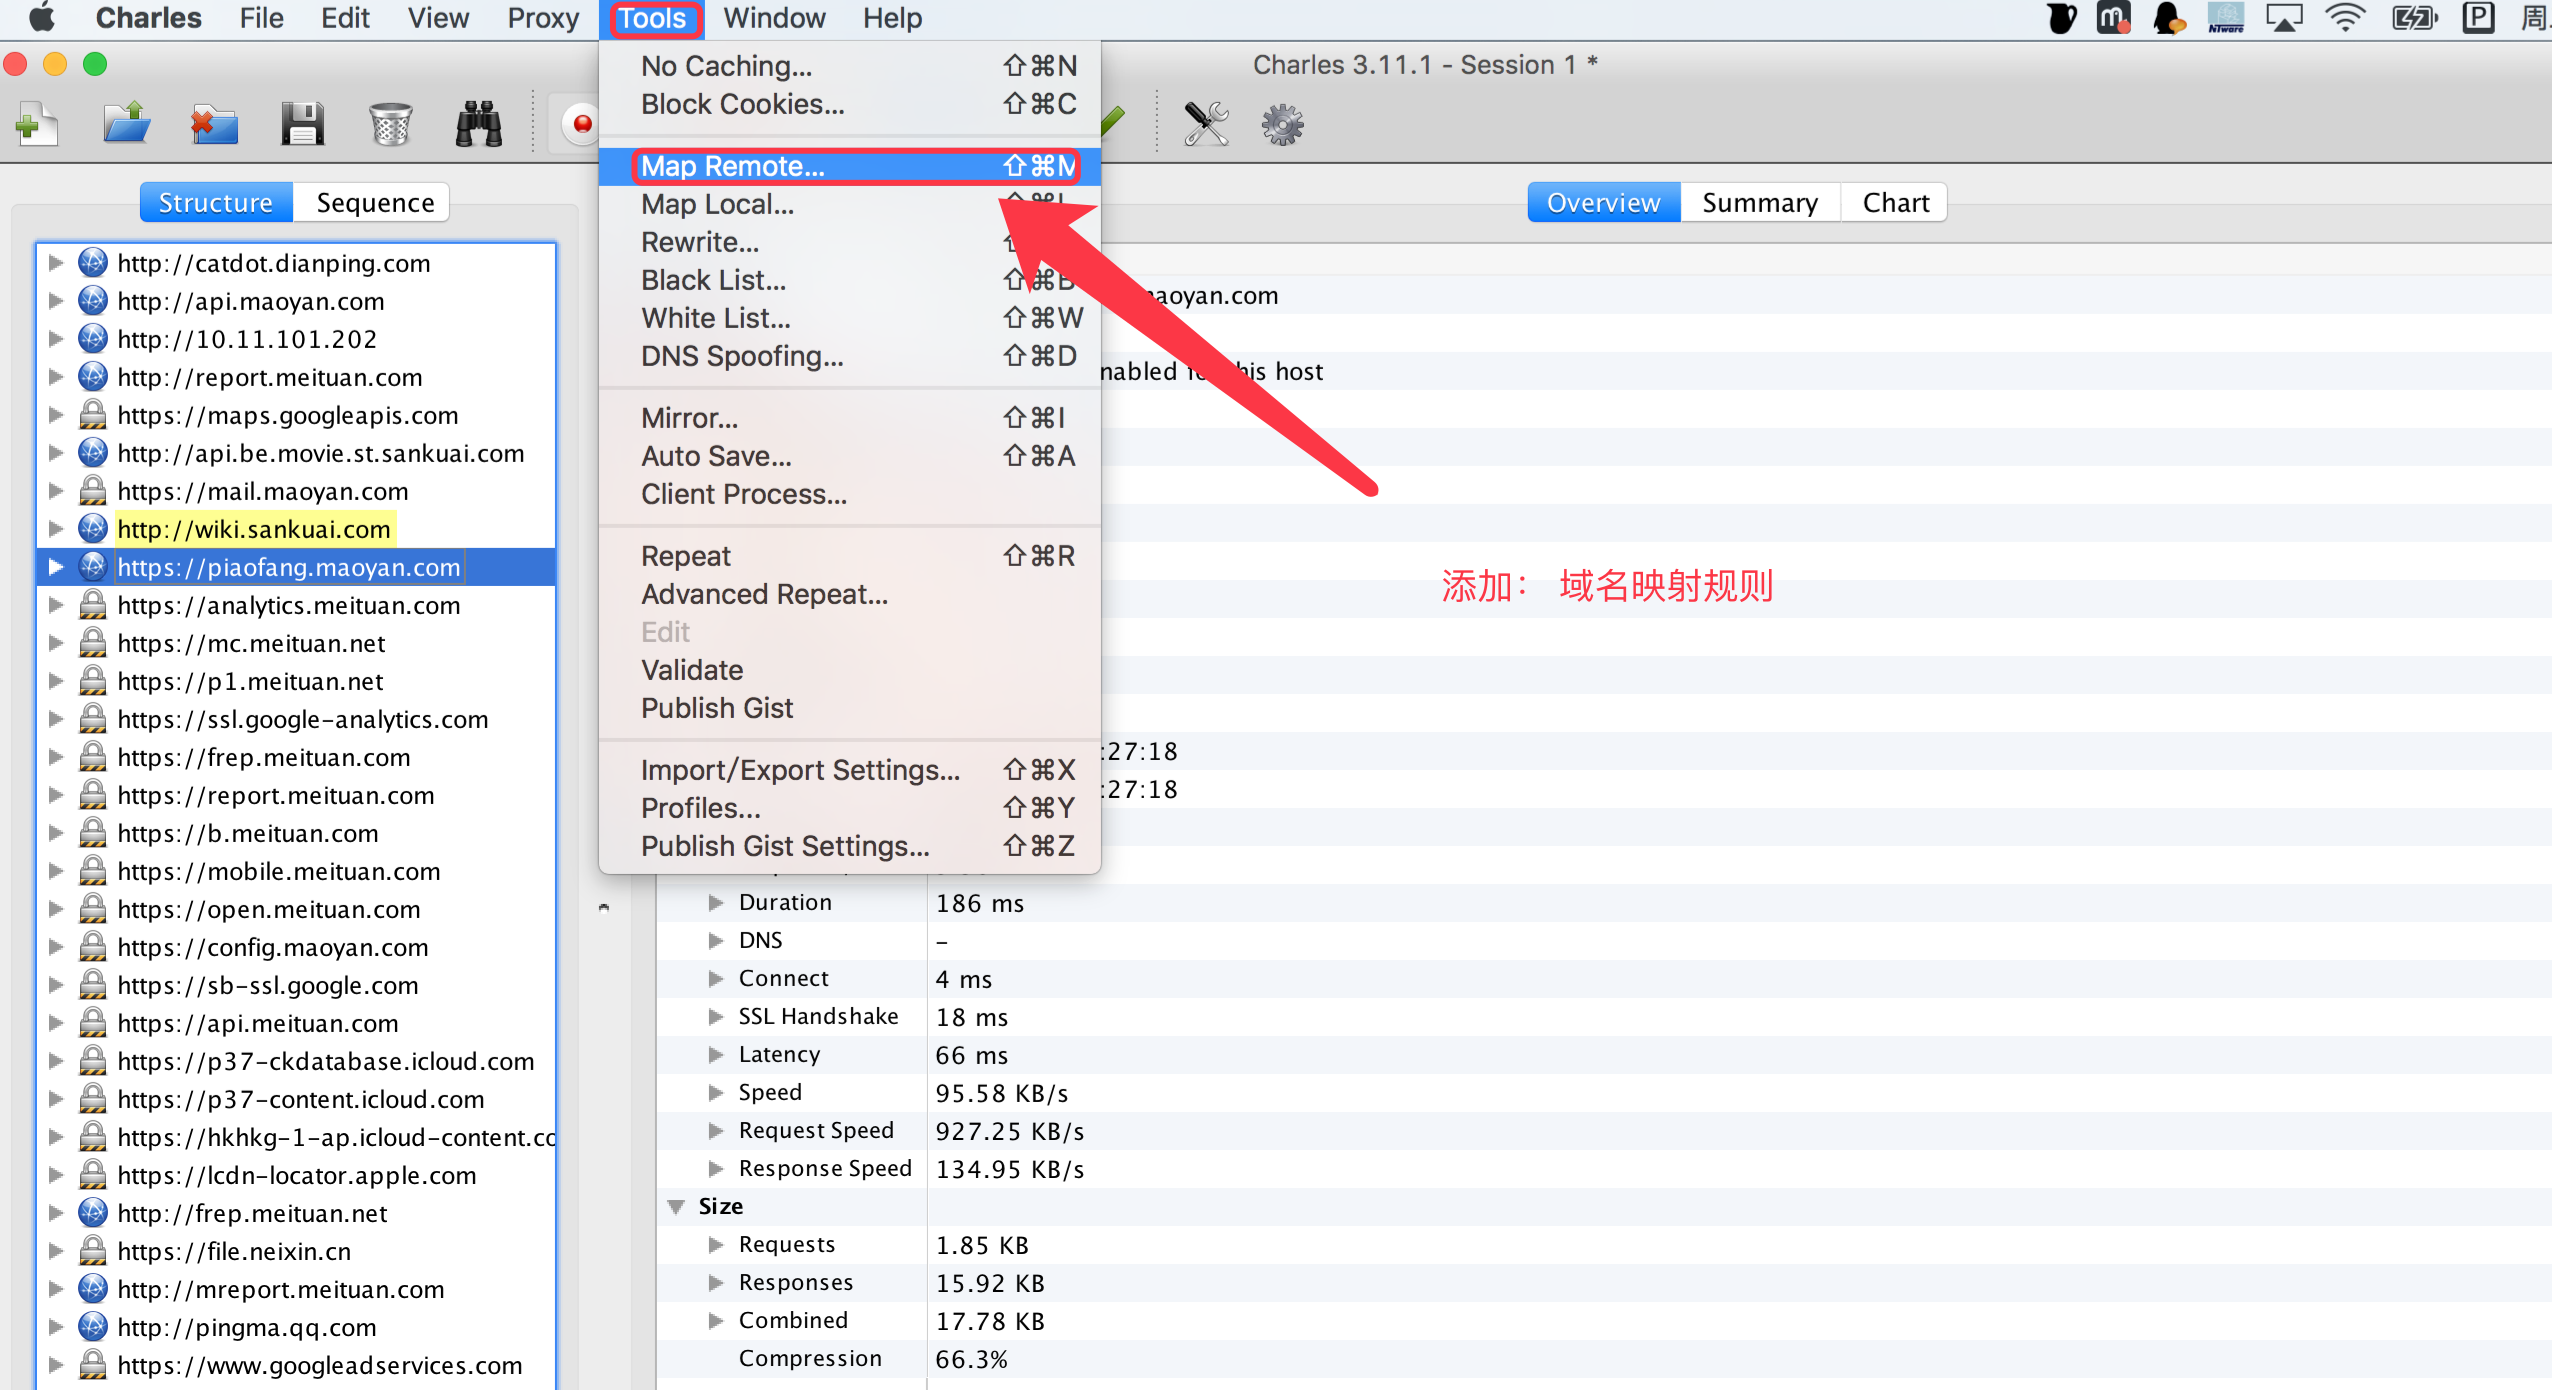 Charles File Edit View Proxy Tools Window Help
周
Charles 3.11.1 - Session 1 *
No Caching... ⇧⌘N
Block Cookies... ⇧⌘C
Map Remote... ⇧⌘M
Map Local... ⇧⌘L
Rewrite...
Black List... ⇧⌘B
White List... ⇧⌘W
DNS Spoofing... ⇧⌘D
Mirror... ⇧⌘I
Auto Save... ⇧⌘A
Client Process...
Repeat ⇧⌘R
Advanced Repeat...
Edit
Validate
Publish Gist
Import/Export Settings... ⇧⌘X
Profiles... ⇧⌘Y
Publish Gist Settings... ⇧⌘Z
Structure Sequence
http://catdot.dianping.com
http://api.maoyan.com
http://10.11.101.202
http://report.meituan.com
https://maps.googleapis.com
http://api.be.movie.st.sankuai.com
https://mail.maoyan.com
http://wiki.sankuai.com
https://piaofang.maoyan.com
https://analytics.meituan.com
https://mc.meituan.net
https://p1.meituan.net
https://ssl.google-analytics.com
https://frep.meituan.com
https://report.meituan.com
https://b.meituan.com
https://mobile.meituan.com
https://open.meituan.com
https://config.maoyan.com
https://sb-ssl.google.com
https://api.meituan.com
https://p37-ckdatabase.icloud.com
https://p37-content.icloud.com
https://hkhkg-1-ap.icloud-content.cc
https://lcdn-locator.apple.com
http://frep.meituan.net
https://file.neixin.cn
http://mreport.meituan.com
http://pingma.qq.com
https://www.googleadservices.com
Overview Summary Chart
maoyan.com
nabled for this host
添加： 域名映射规则
:27:18
:27:18
Duration 186 ms
DNS -
Connect 4 ms
SSL Handshake 18 ms
Latency 66 ms
Speed 95.58 KB/s
Request Speed 927.25 KB/s
Response Speed 134.95 KB/s
Size
Requests 1.85 KB
Responses 15.92 KB
Combined 17.78 KB
Compression 66.3%